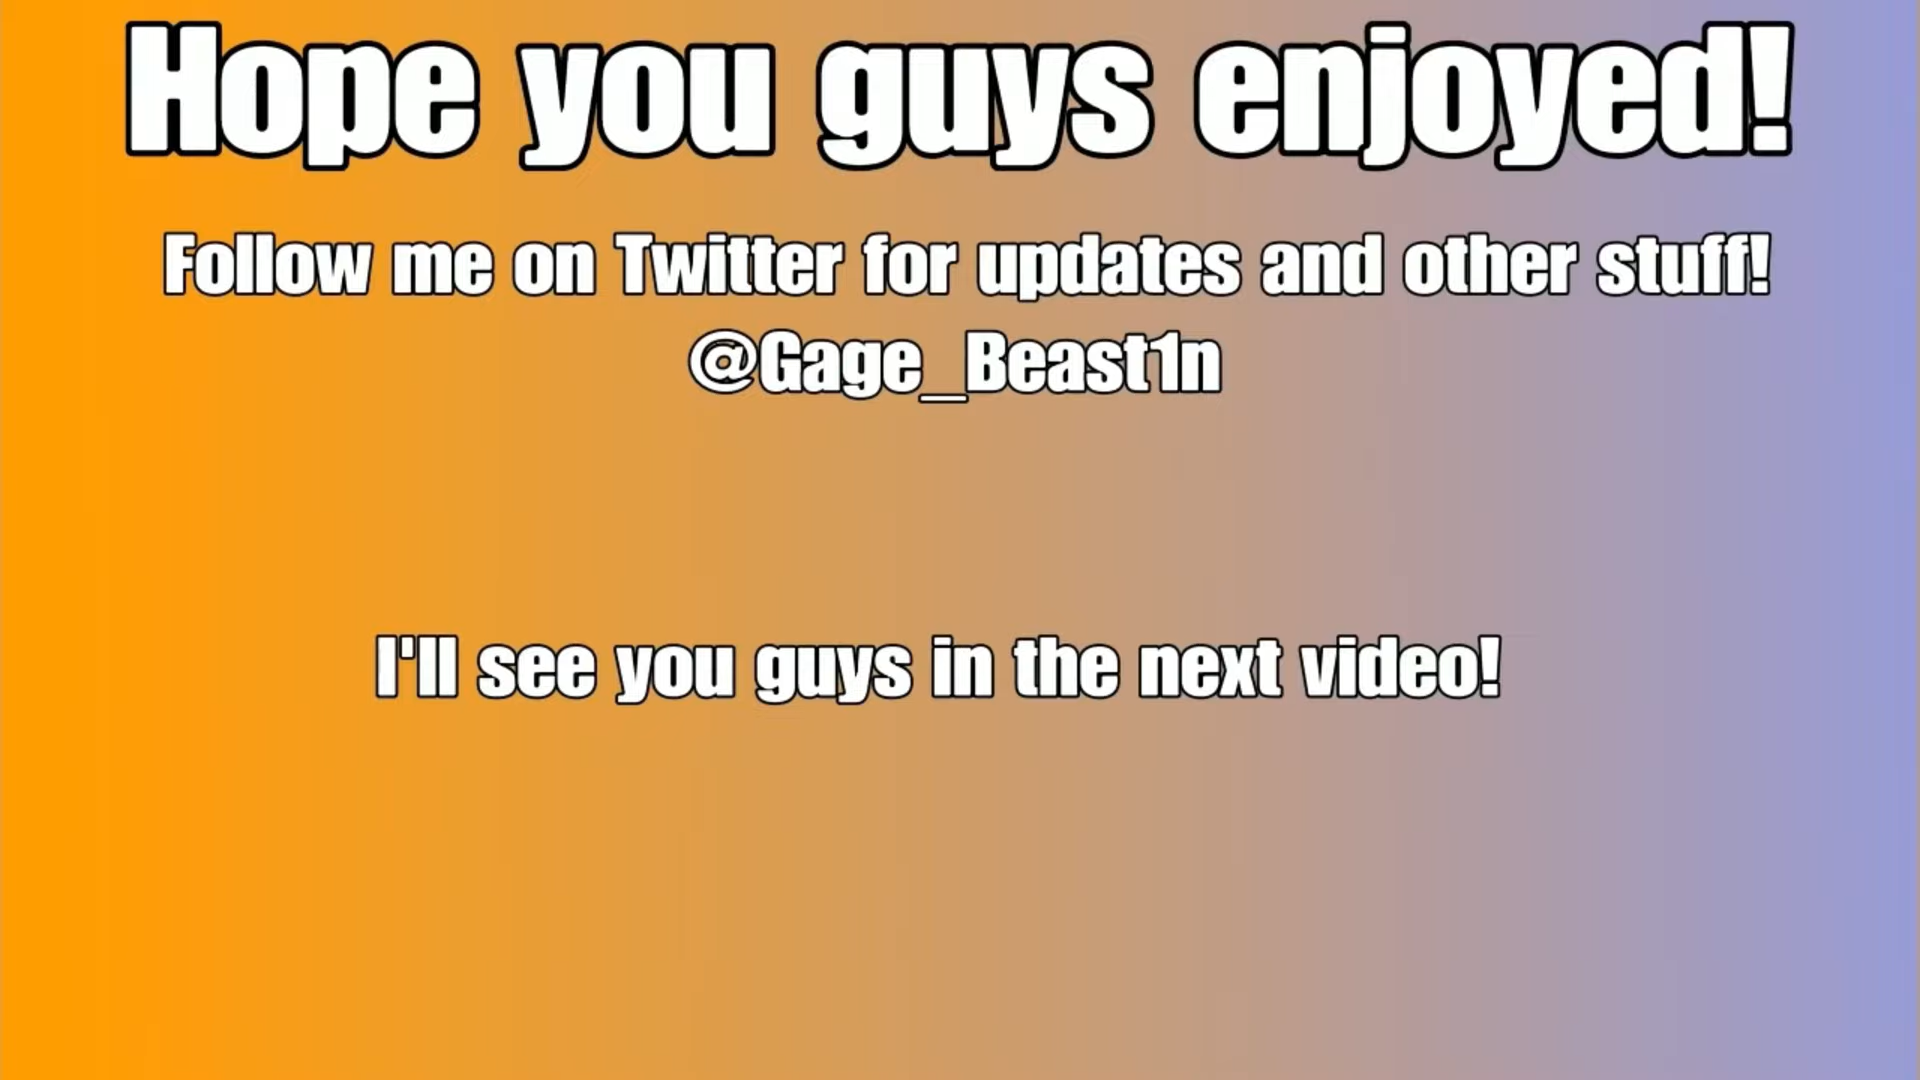 Hope you guys enjoyed!
Follow me on Twitter for updates and other stuff!
@Gage_Beast1n
I'll see you guys in the next video!